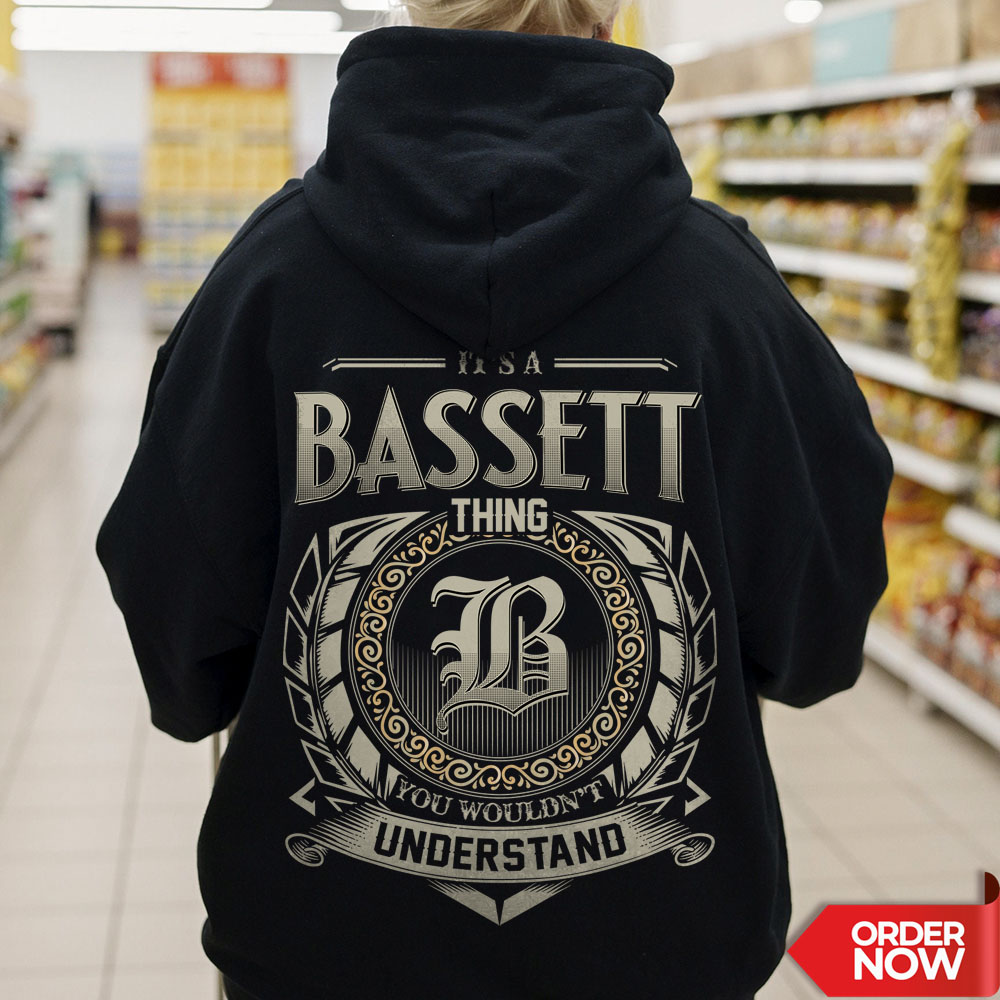 IT'S A
BASSETT
THING
B
YOU WOULDN'T
UNDERSTAND
ORDER
NOW